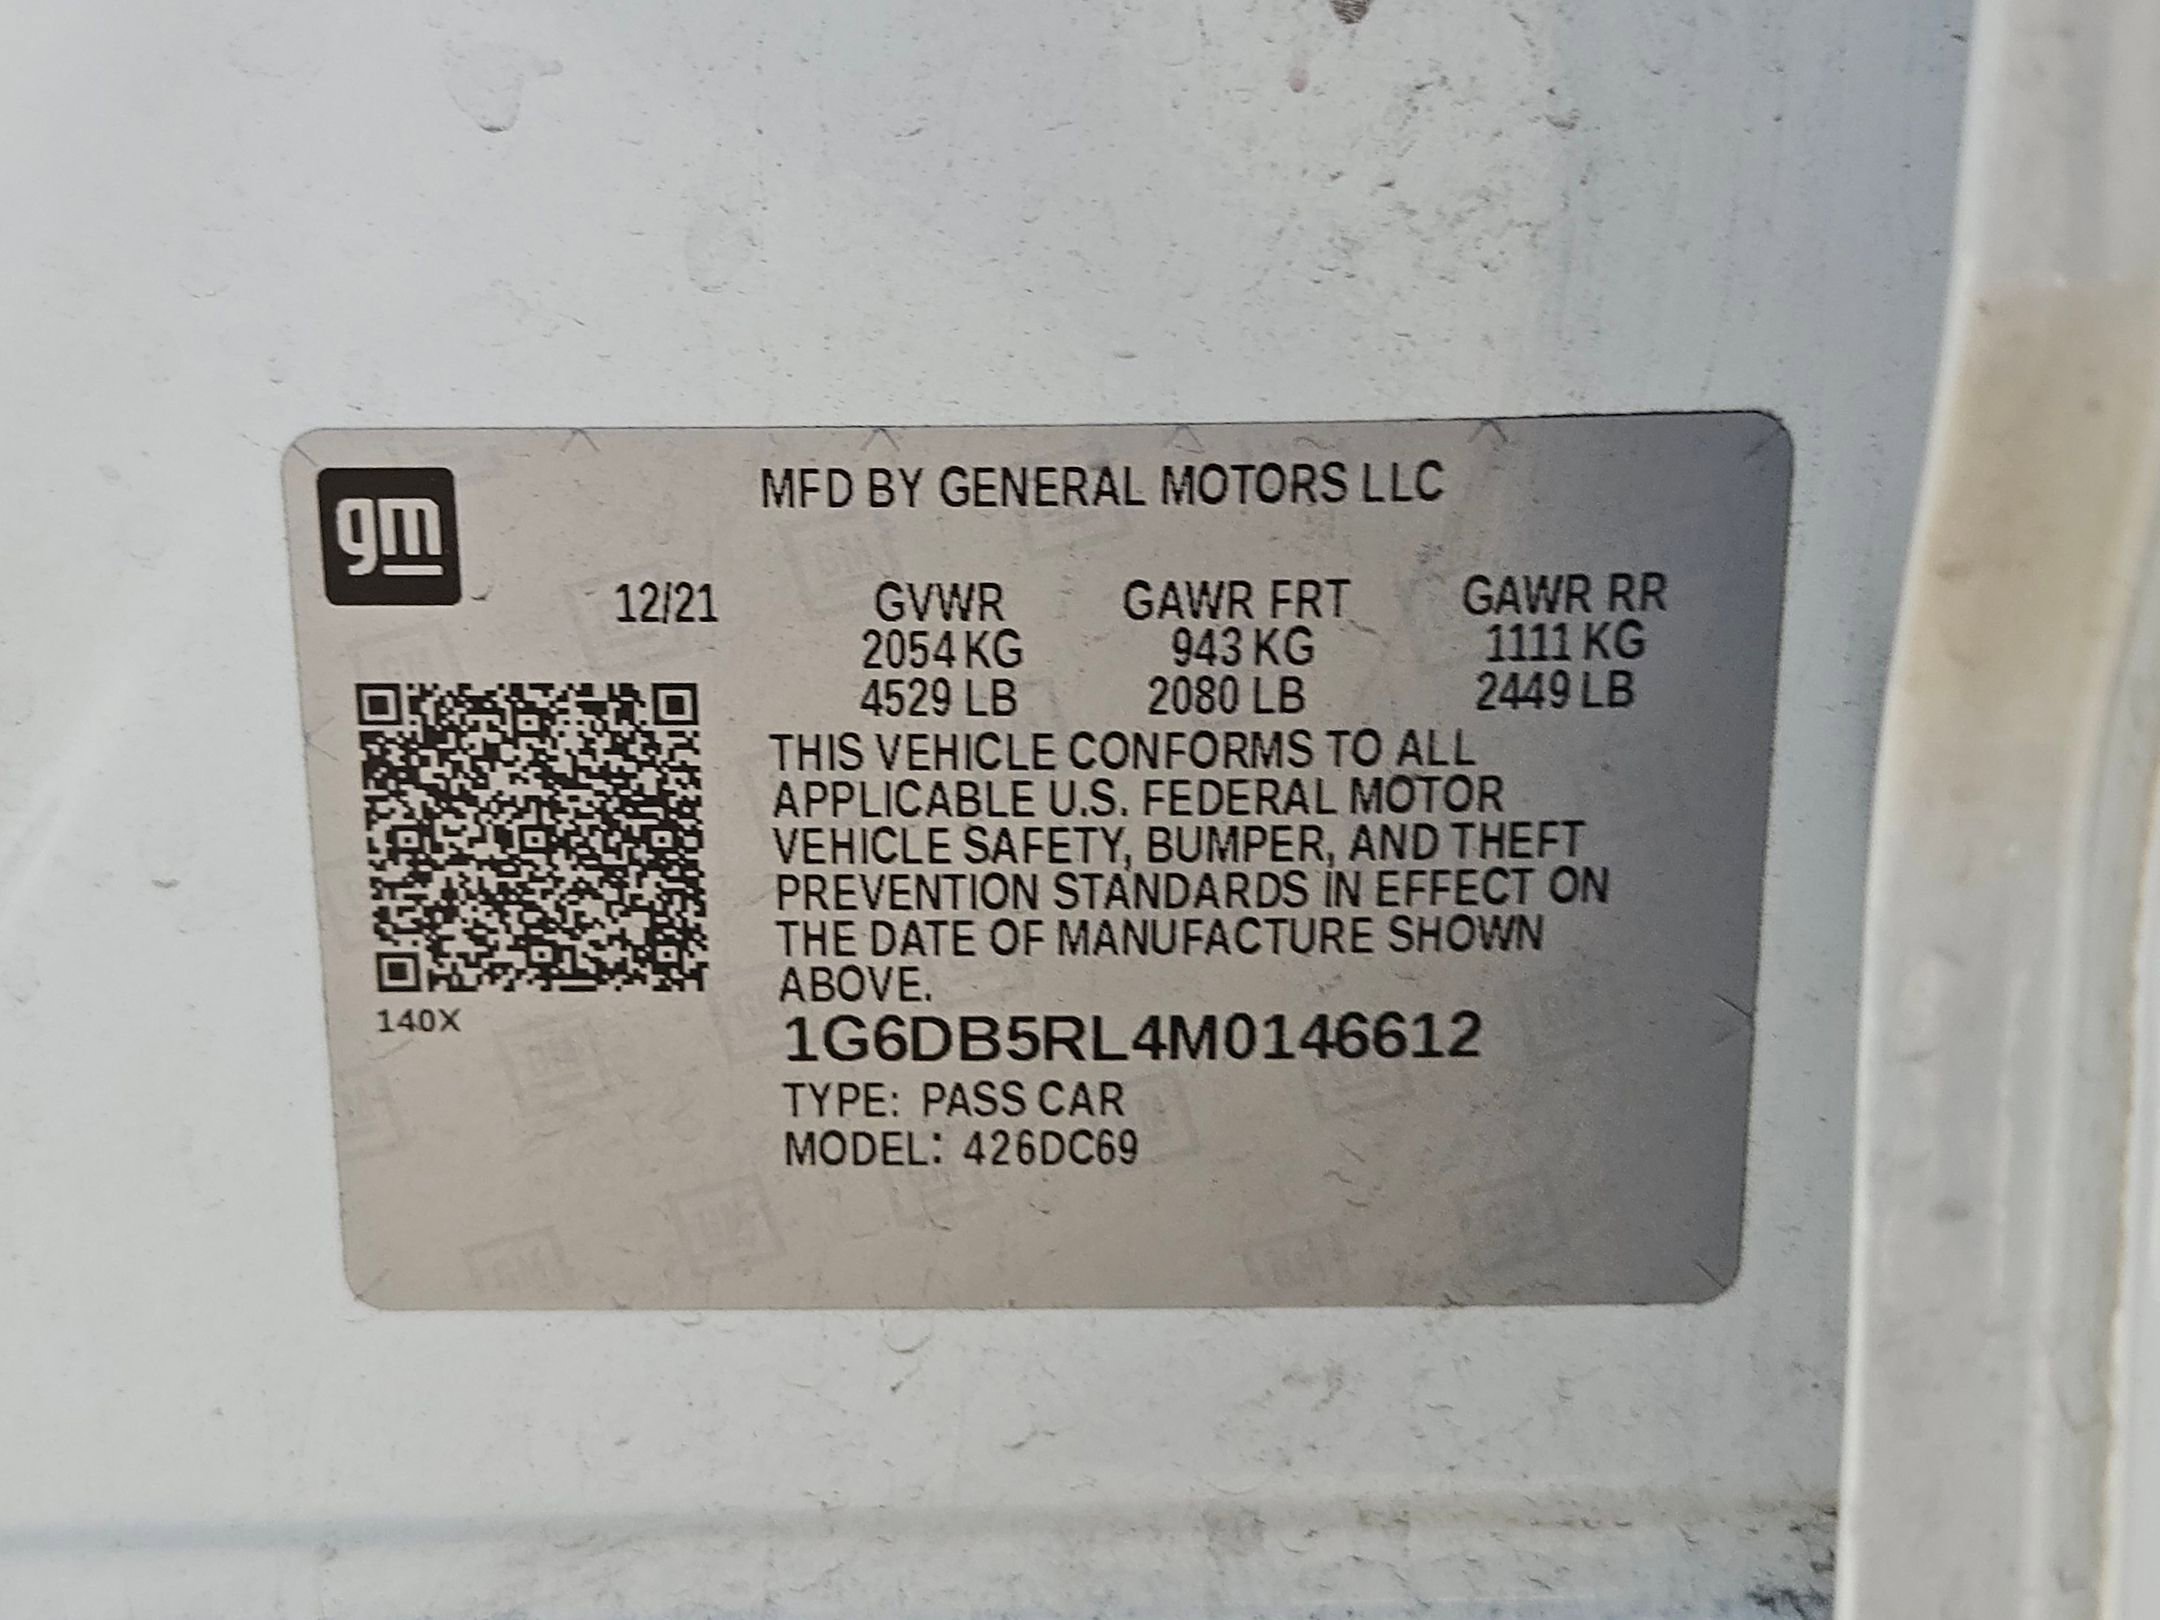 gm
MFD BY GENERAL MOTORS LLC
12/21 GVWR GAWR FRT GAWR RR
2054 KG 943 KG 1111 KG
4529 LB 2080 LB 2449 LB
THIS VEHICLE CONFORMS TO ALL
APPLICABLE U.S. FEDERAL MOTOR
VEHICLE SAFETY, BUMPER, AND THEFT
PREVENTION STANDARDS IN EFFECT ON
THE DATE OF MANUFACTURE SHOWN
ABOVE.
140X
1G6DB5RL4M0146612
TYPE: PASS CAR
MODEL: 426DC69